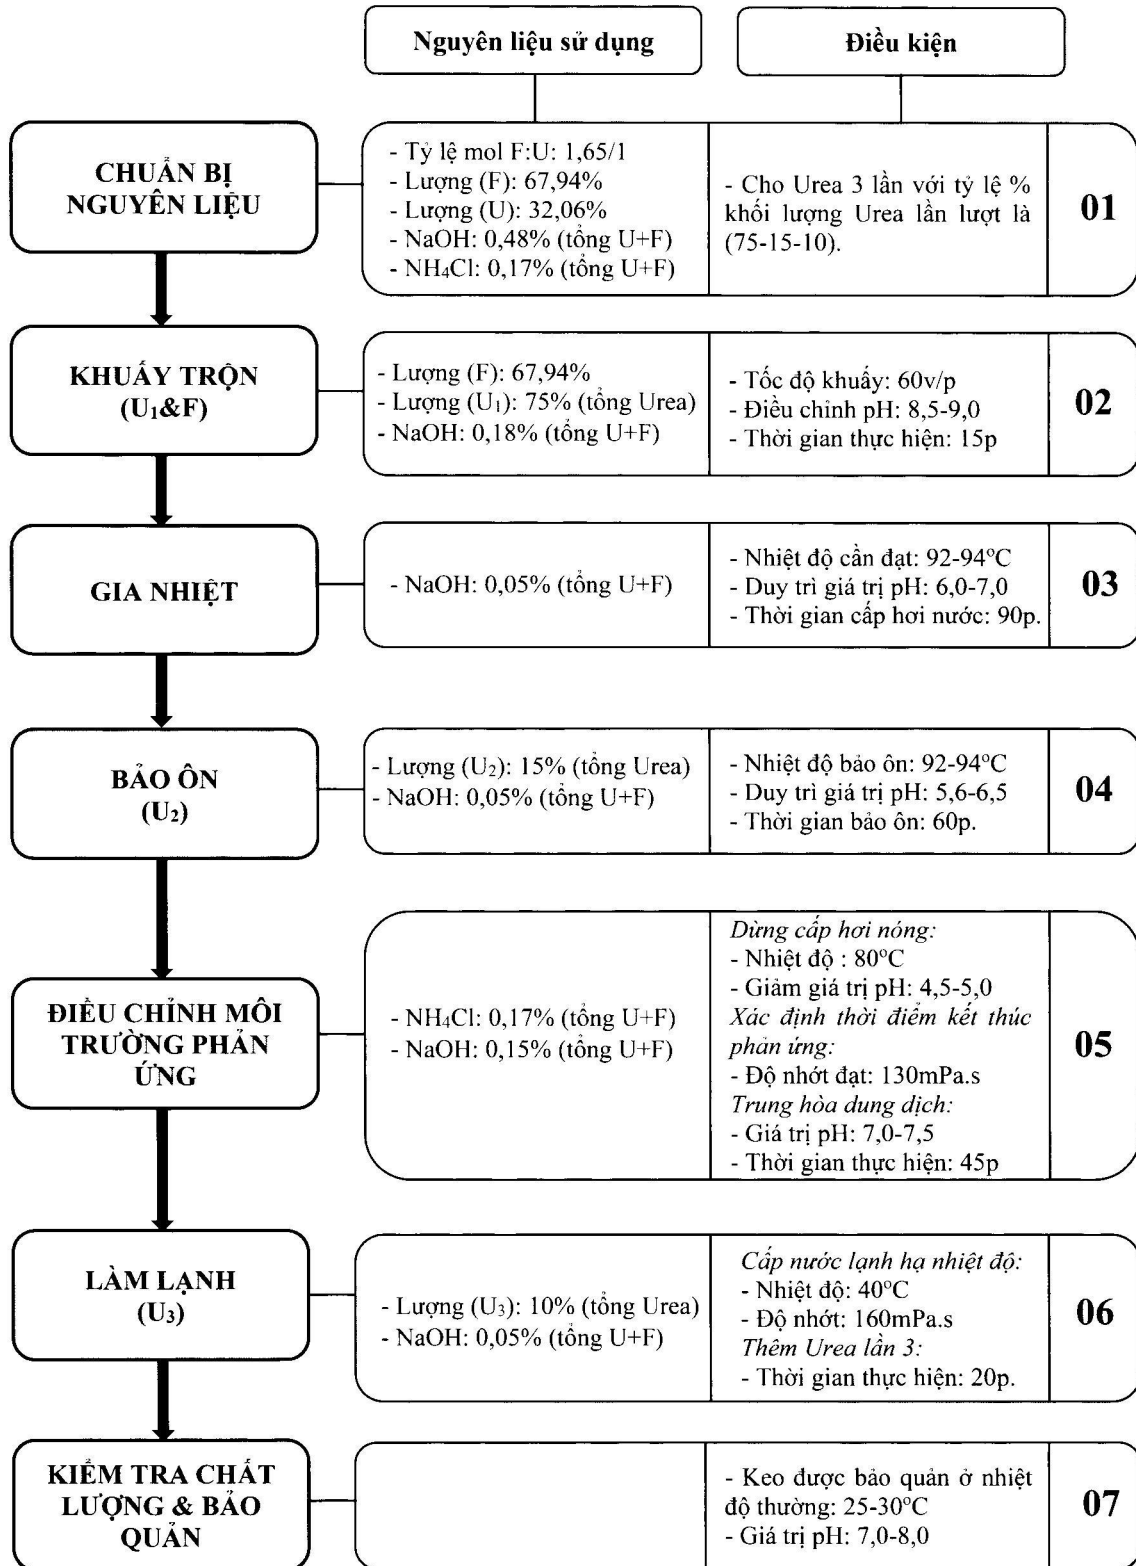 Nguyên liệu sử dụng
Điều kiện
CHUẨN BỊ
NGUYÊN LIỆU
- Tỷ lệ mol F:U: 1,65/1
- Lượng (F): 67,94%
- Lượng (U): 32,06%
- NaOH: 0,48% (tổng U+F)
- NH₄Cl: 0,17% (tổng U+F)
- Cho Urea 3 lần với tỷ lệ %
khối lượng Urea lần lượt là
(75-15-10).
01
KHUẤY TRỘN
(U₁&F)
- Lượng (F): 67,94%
- Lượng (U₁): 75% (tổng Urea)
- NaOH: 0,18% (tổng U+F)
- Tốc độ khuấy: 60v/p
- Điều chỉnh pH: 8,5-9,0
- Thời gian thực hiện: 15p
02
GIA NHIỆT
- NaOH: 0,05% (tổng U+F)
- Nhiệt độ cần đạt: 92-94°C
- Duy trì giá trị pH: 6,0-7,0
- Thời gian cấp hơi nước: 90p.
03
BẢO ÔN
(U₂)
- Lượng (U₂): 15% (tổng Urea)
- NaOH: 0,05% (tổng U+F)
- Nhiệt độ bảo ôn: 92-94°C
- Duy trì giá trị pH: 5,6-6,5
- Thời gian bảo ôn: 60p.
04
ĐIỀU CHỈNH MÔI
TRƯỜNG PHẢN
ỨNG
- NH₄Cl: 0,17% (tổng U+F)
- NaOH: 0,15% (tổng U+F)
Dừng cấp hơi nóng:
- Nhiệt độ : 80°C
- Giảm giá trị pH: 4,5-5,0
Xác định thời điểm kết thúc
phản ứng:
- Độ nhớt đạt: 130mPa.s
Trung hòa dung dịch:
- Giá trị pH: 7,0-7,5
- Thời gian thực hiện: 45p
05
LÀM LẠNH
(U₃)
- Lượng (U₃): 10% (tổng Urea)
- NaOH: 0,05% (tổng U+F)
Cấp nước lạnh hạ nhiệt độ:
- Nhiệt độ: 40°C
- Độ nhớt: 160mPa.s
Thêm Urea lần 3:
- Thời gian thực hiện: 20p.
06
KIỂM TRA CHẤT
LƯỢNG & BẢO
QUẢN
- Keo được bảo quản ở nhiệt
độ thường: 25-30°C
- Giá trị pH: 7,0-8,0
07